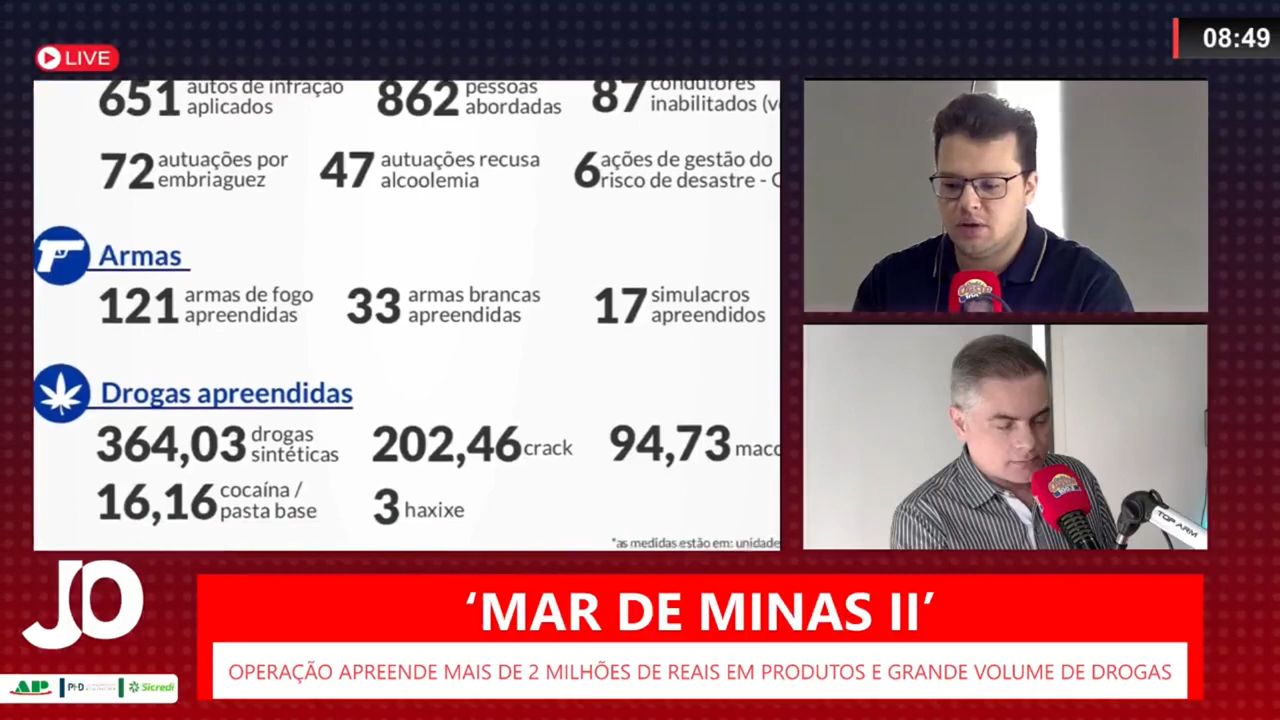 08:49
LIVE
651 autos de infração aplicados
862 pessoas abordadas
87 condutores inabilitados
72 autuações por embriaguez
47 autuações recusa alcoolemia
6 ações de gestão do risco de desastre -
Armas
121 armas de fogo apreendidas
33 armas brancas apreendidas
17 simulacros apreendidos
Drogas apreendidas
364,03 drogas sintéticas
202,46 crack
94,73
16,16 cocaína / pasta base
3 haxixe
*as medidas estão em: unidade
TOP ARM
JO
‘MAR DE MINAS II’
OPERAÇÃO APREENDE MAIS DE 2 MILHÕES DE REAIS EM PRODUTOS E GRANDE VOLUME DE DROGAS
AP PHD Sicredi